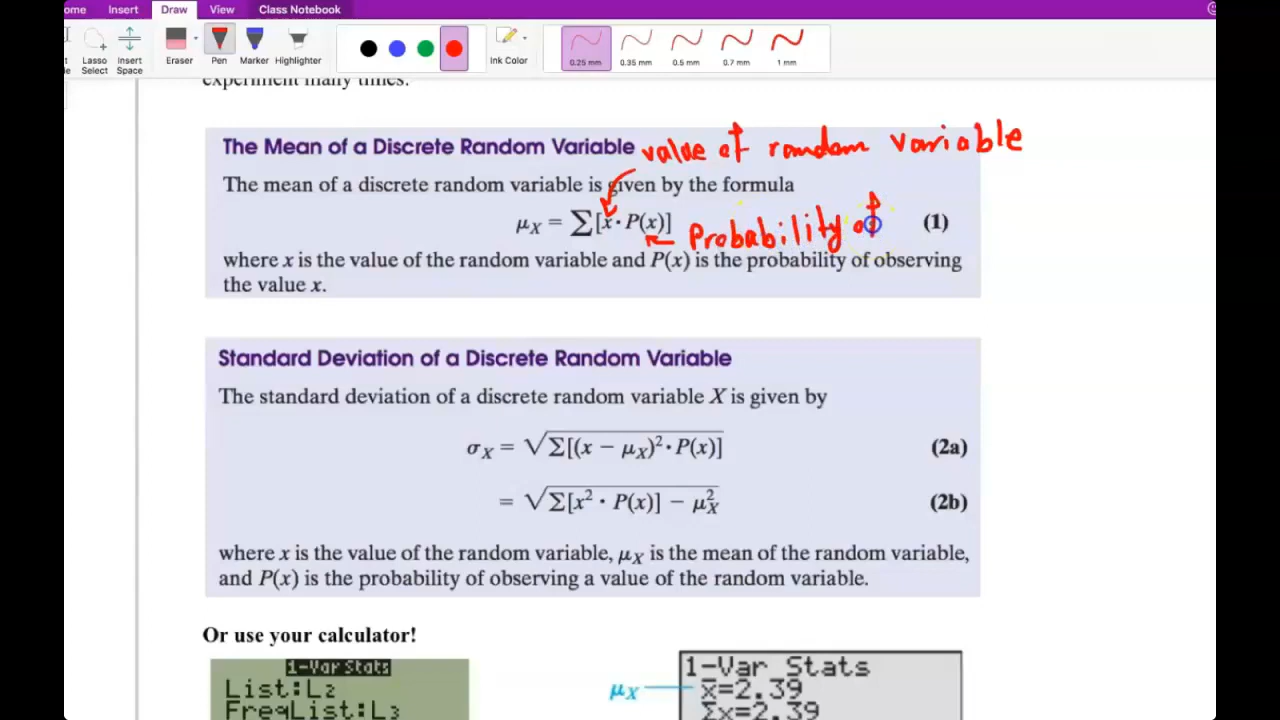 ome Insert Draw View Class Notebook
Lasso Select
Insert Space
Eraser
Pen
Marker
Highlighter
Ink Color
0.25 mm
0.35 mm
0.5 mm
0.7 mm
1 mm
experiment many times.
The Mean of a Discrete Random Variable
value of random variable
The mean of a discrete random variable is given by the formula
μX = Σ[x · P(x)] (1)
Probability of
where x is the value of the random variable and P(x) is the probability of observing
the value x.
Standard Deviation of a Discrete Random Variable
The standard deviation of a discrete random variable X is given by
σX = √Σ[(x − μX)² · P(x)] (2a)
= √Σ[x² · P(x)] − μ²X (2b)
where x is the value of the random variable, μX is the mean of the random variable,
and P(x) is the probability of observing a value of the random variable.
Or use your calculator!
1-Var Stats
List:L2
FreqList:L3
μX
1-Var Stats
x̄=2.39
Σx=2.39